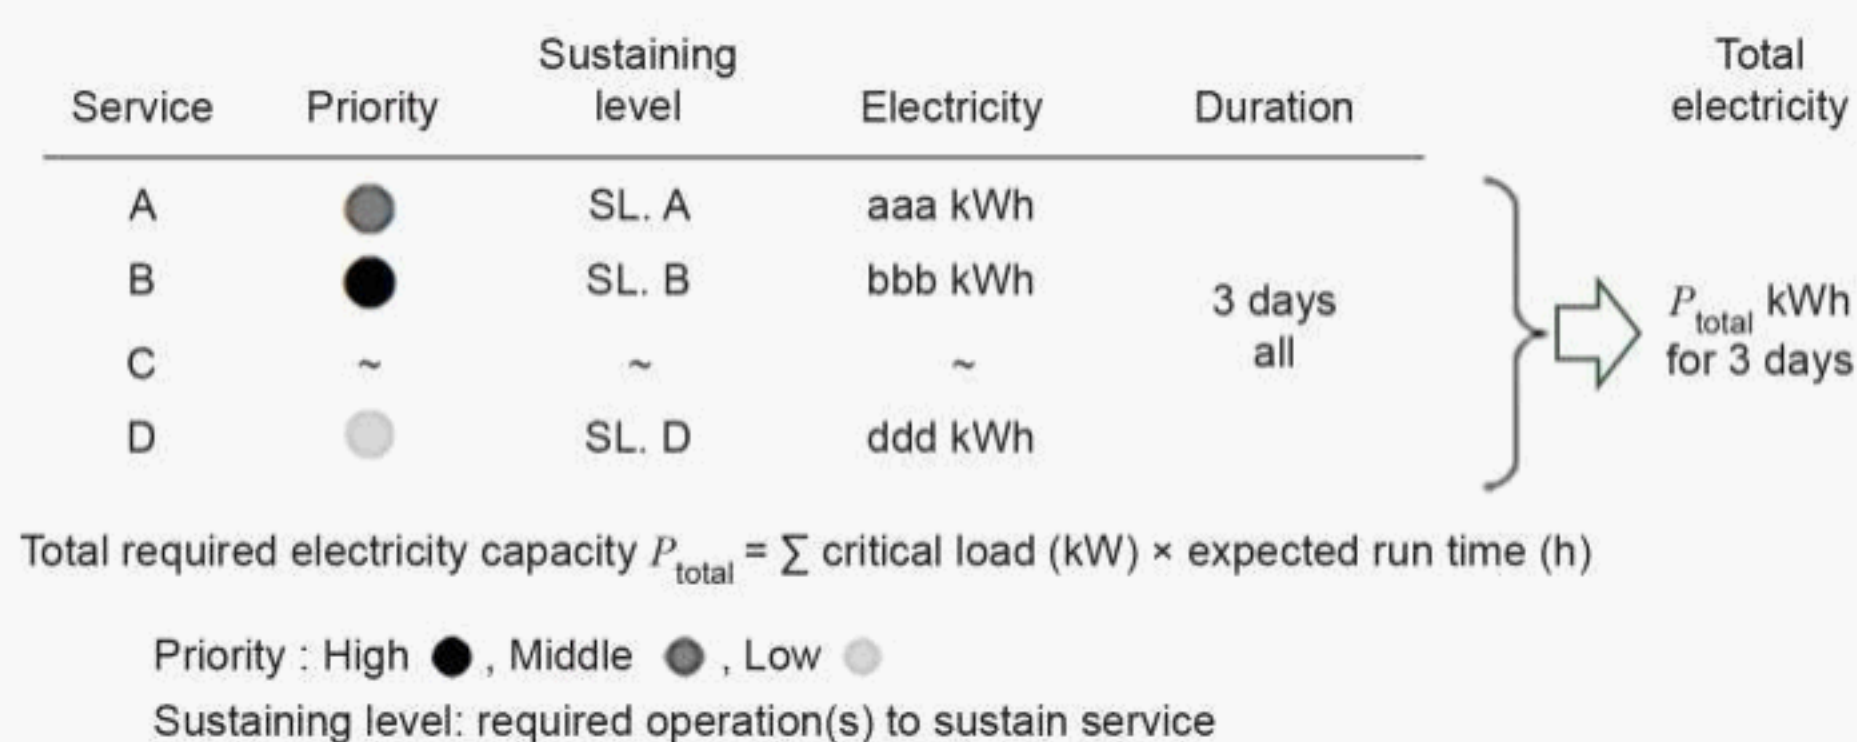 Service Priority Sustaining level Electricity Duration Total electricity
A SL. A aaa kWh
B SL. B bbb kWh
3 days all
C ~ ~ ~
D SL. D ddd kWh
P total kWh
for 3 days
Total required electricity capacity P total = ∑ critical load (kW) × expected run time (h)
Priority : High ●, Middle ●, Low ●
Sustaining level: required operation(s) to sustain service